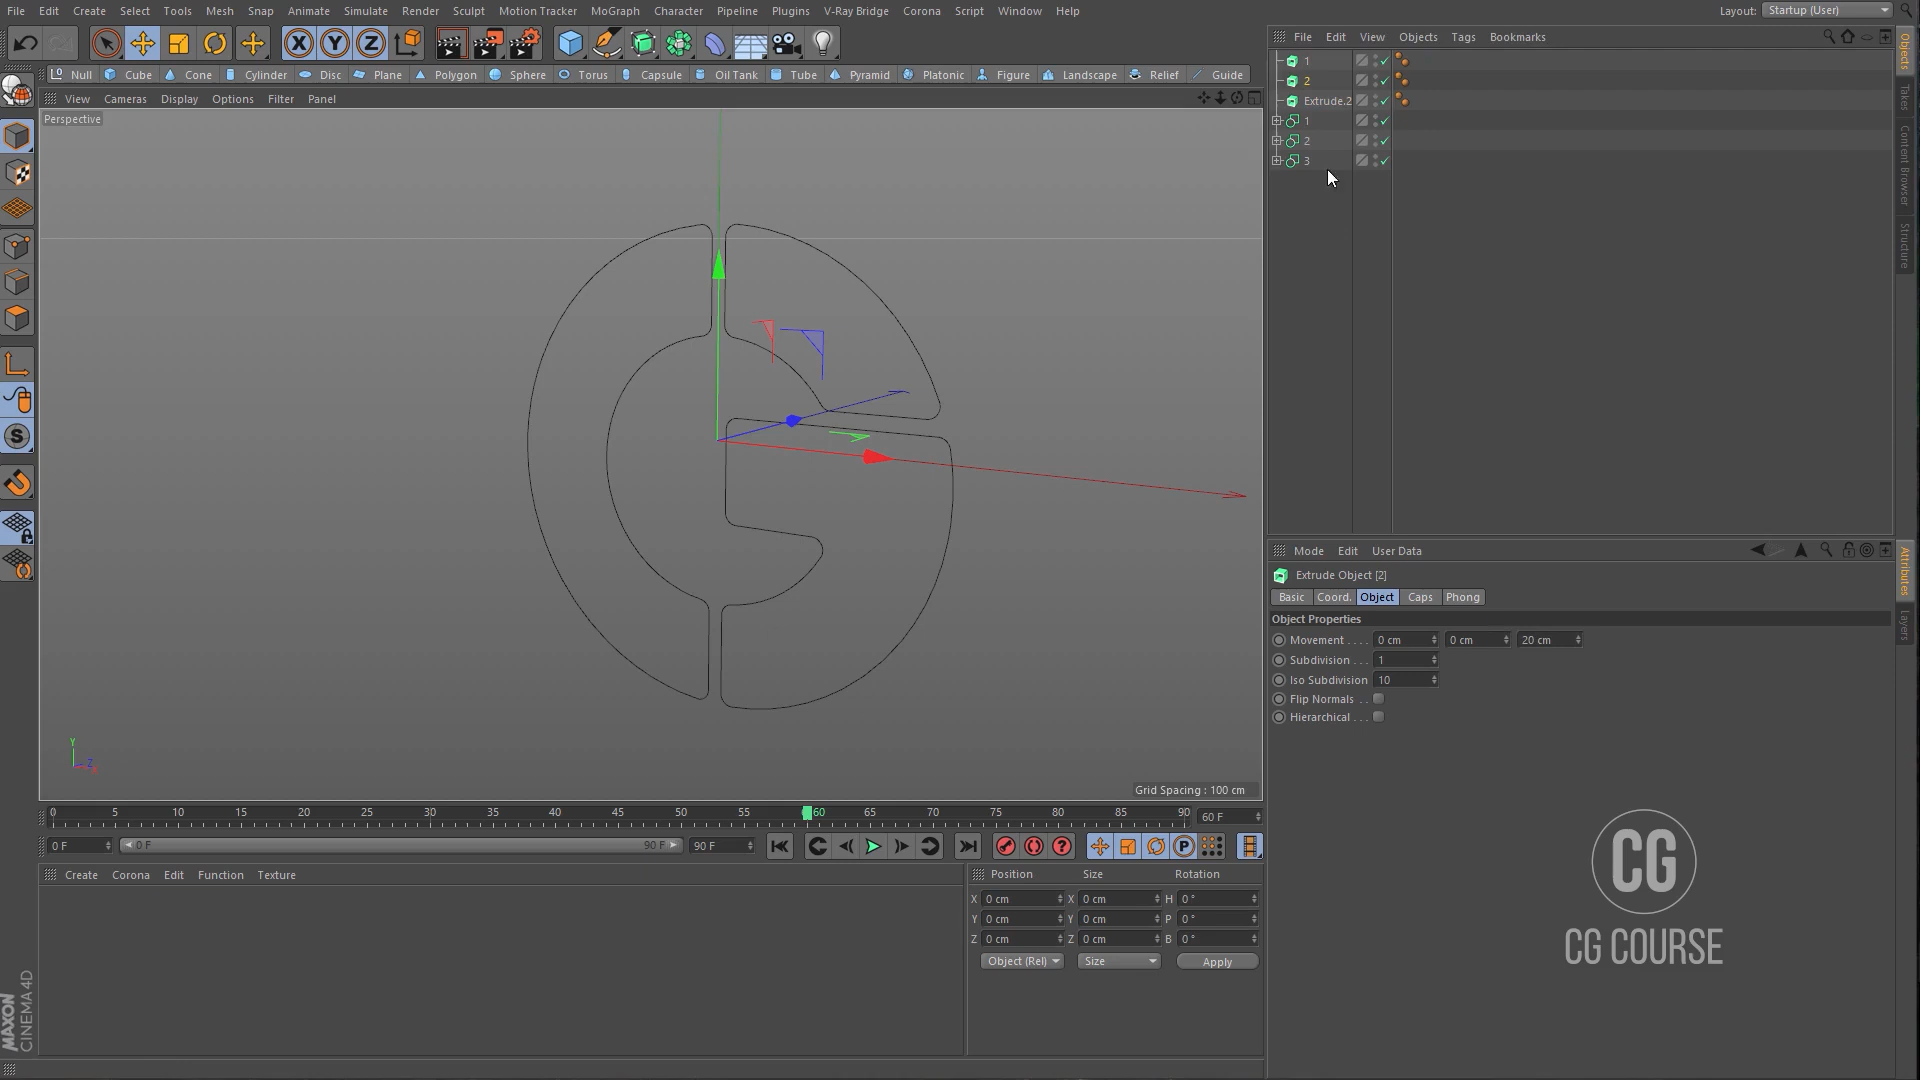 File Edit Create Select Tools Mesh Snap Animate Simulate Render Sculpt Motion Tracker MoGraph Character Pipeline Plugins V-Ray Bridge Corona Script Window Help
Layout: Startup (User)
X Y Z
Null Cube Cone Cylinder Disc Plane Polygon Sphere Torus Capsule Oil Tank Tube Pyramid Platonic Figure Landscape Relief Guide
View Cameras Display Options Filter Panel
Perspective
Y
Z
X
Grid Spacing : 100 cm
0 5 10 15 20 25 30 35 40 45 50 55 60 65 70 75 80 85 90
60 F
0 F
0 F
90 F
90 F
P
Create Corona Edit Function Texture
Position Size Rotation
X 0 cm X 0 cm H 0 °
Y 0 cm Y 0 cm P 0 °
Z 0 cm Z 0 cm B 0 °
Object (Rel) Size Apply
MAXON
CINEMA 4D
File Edit View Objects Tags Bookmarks
1
2
Extrude.2
1
2
3
Objects
Takes
Content Browser
Structure
Mode Edit User Data
Extrude Object [2]
Basic Coord. Object Caps Phong
Object Properties
Movement . . . . 0 cm 0 cm 20 cm
Subdivision . . . 1
Iso Subdivision 10
Flip Normals . .
Hierarchical . . .
Attributes
Layers
CG
CG COURSE